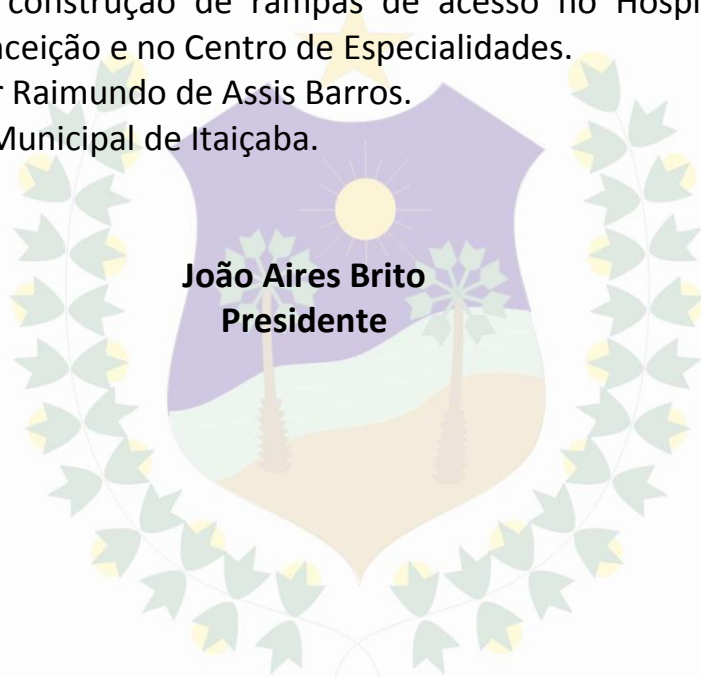 construção de rampas de acesso no Hospi
nceição e no Centro de Especialidades.
r Raimundo de Assis Barros.
Municipal de Itaiçaba.
João Aires Brito
Presidente